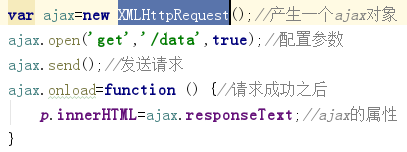 var ajax=new XMLHttpRequest();//产生一个ajax对象
ajax.open('get','/data',true);//配置参数
ajax.send();//发送请求
ajax.onload=function () {//请求成功之后
    p.innerHTML=ajax.responseText;//ajax的属性
}